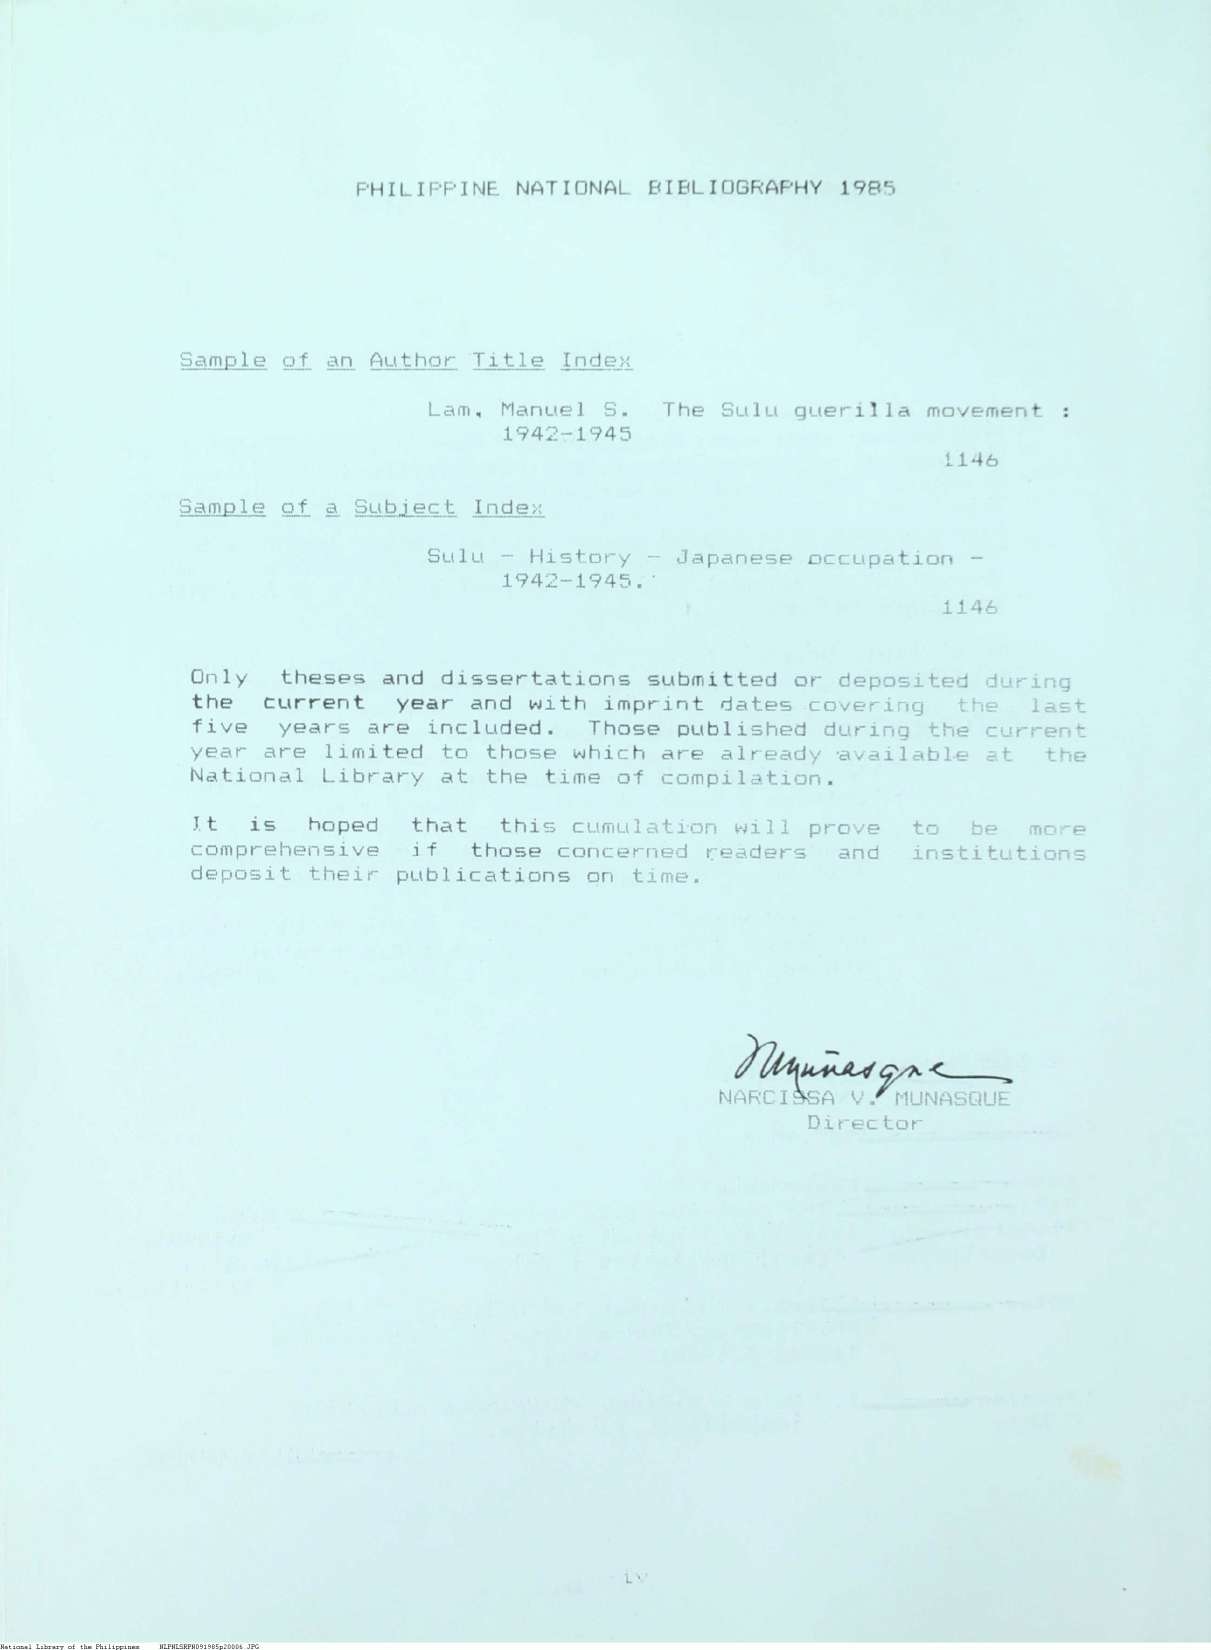 PHILIPPINE NATIONAL BIBLIOGRAPHY 1985
Sample of an Author Title Index
Lam, Manuel S. The Sulu guerilla movement :
1942-1945
1146
Sample of a Subject Index
Sulu - History - Japanese occupation -
1942-1945.
1146
Only theses and dissertations submitted or deposited during
the current year and with imprint dates covering the last
five years are included. Those published during the current
year are limited to those which are already available at the
National Library at the time of compilation.
It is hoped that this cumulation will prove to be more
comprehensive if those concerned readers and institutions
deposit their publications on time.
NARCISSA V. MUNASQUE
Director
iv
National Library of the Philippines NLPHLSRPN091985p20006.JPG